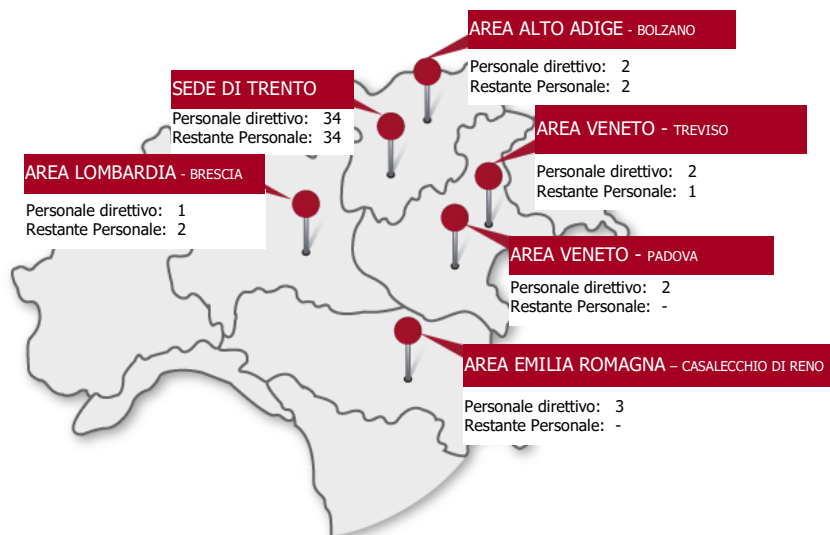 AREA ALTO ADIGE - BOLZANO
Personale direttivo: 2
Restante Personale: 2
SEDE DI TRENTO
Personale direttivo: 34
Restante Personale: 34
AREA VENETO - TREVISO
Personale direttivo: 2
Restante Personale: 1
AREA LOMBARDIA - BRESCIA
Personale direttivo: 1
Restante Personale: 2
AREA VENETO - PADOVA
Personale direttivo: 2
Restante Personale: -
AREA EMILIA ROMAGNA – CASALECCHIO DI RENO
Personale direttivo: 3
Restante Personale: -